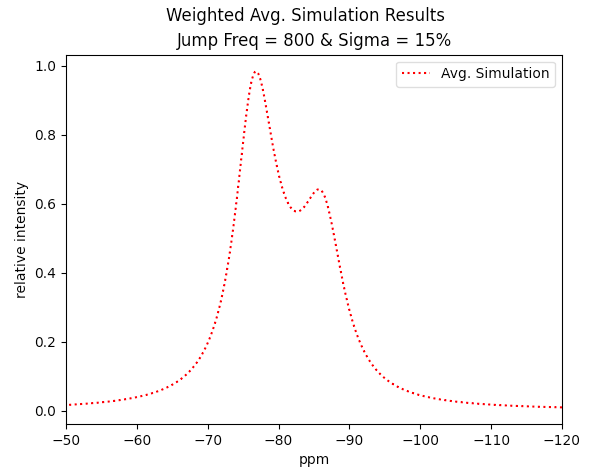 Weighted Avg. Simulation Results
Jump Freq = 800 & Sigma = 15%
Avg. Simulation
1.0
0.8
0.6
0.4
0.2
0.0
relative intensity
−50
−60
−70
−80
−90
−100
−110
−120
ppm